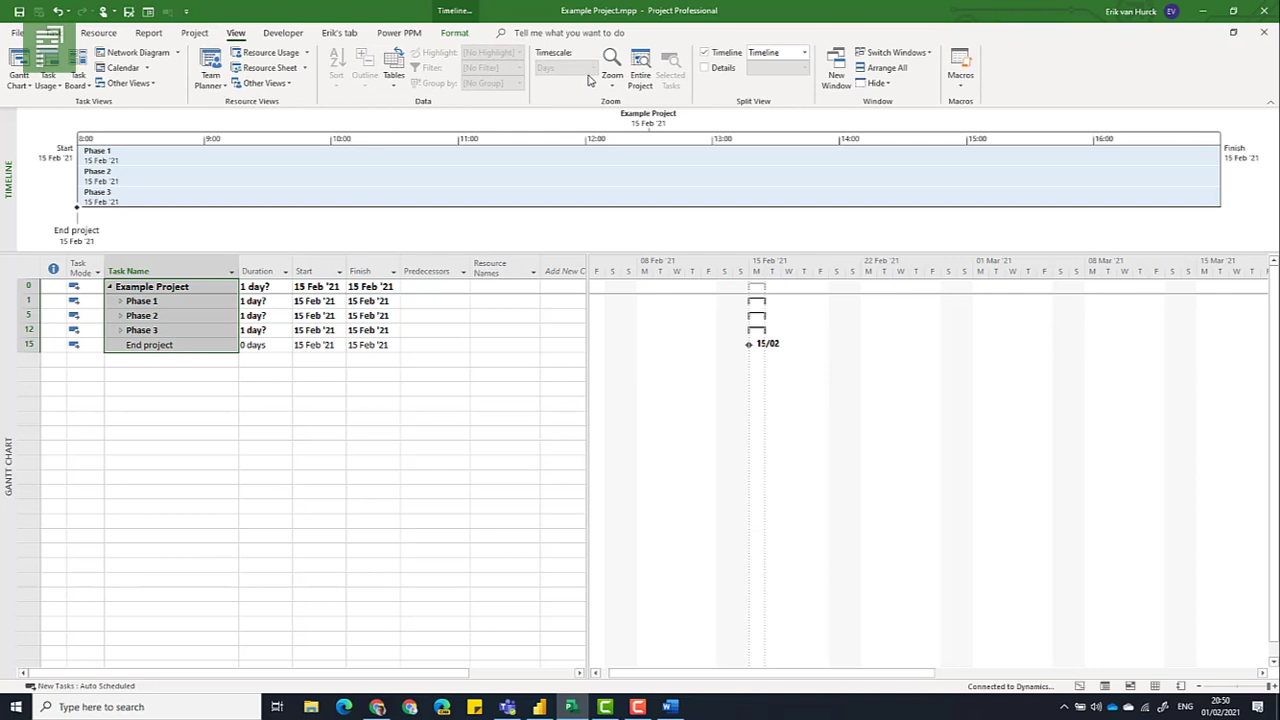 Timeline...
Example Project.mpp - Project Professional
Erik van Hurck
EV
Resource
Report
Project
View
Developer
Erik's tab
Power PPM
Format
Tell me what you want to do
Gantt Chart
Task Usage
Task Board
Network Diagram
Calendar
Other Views
Task Views
Team Planner
Resource Usage
Resource Sheet
Other Views
Resource Views
Sort
Outline
Tables
Highlight: [No Highlight]
Filter: [No Filter]
Group by: [No Group]
Data
Timescale:
Days
Zoom
Entire Project
Selected Tasks
Zoom
Timeline
Timeline
Details
Split View
New Window
Switch Windows
Arrange All
Hide
Window
Macros
Macros
TIMELINE
Example Project
15 Feb '21
8:00 9:00 10:00 11:00 12:00 13:00 14:00 15:00 16:00
Start
15 Feb '21
Phase 1
15 Feb '21
Phase 2
15 Feb '21
Phase 3
15 Feb '21
Finish
15 Feb '21
End project
15 Feb '21
GANTT CHART
Task Mode
Task Name
Duration
Start
Finish
Predecessors
Resource Names
Add New C
08 Feb '21 15 Feb '21 22 Feb '21 01 Mar '21 08 Mar '21 15 Mar '21
F S S M T W T F S S M T W T F S S M T W T F S S M T W T F S S M T W T F S S M T W T
0 Example Project 1 day? 15 Feb '21 15 Feb '21
1 Phase 1 1 day? 15 Feb '21 15 Feb '21
5 Phase 2 1 day? 15 Feb '21 15 Feb '21
12 Phase 3 1 day? 15 Feb '21 15 Feb '21
15 End project 0 days 15 Feb '21 15 Feb '21
15/02
New Tasks : Auto Scheduled
Connected to Dynamics...
Type here to search
ENG
20:50
01/02/2021